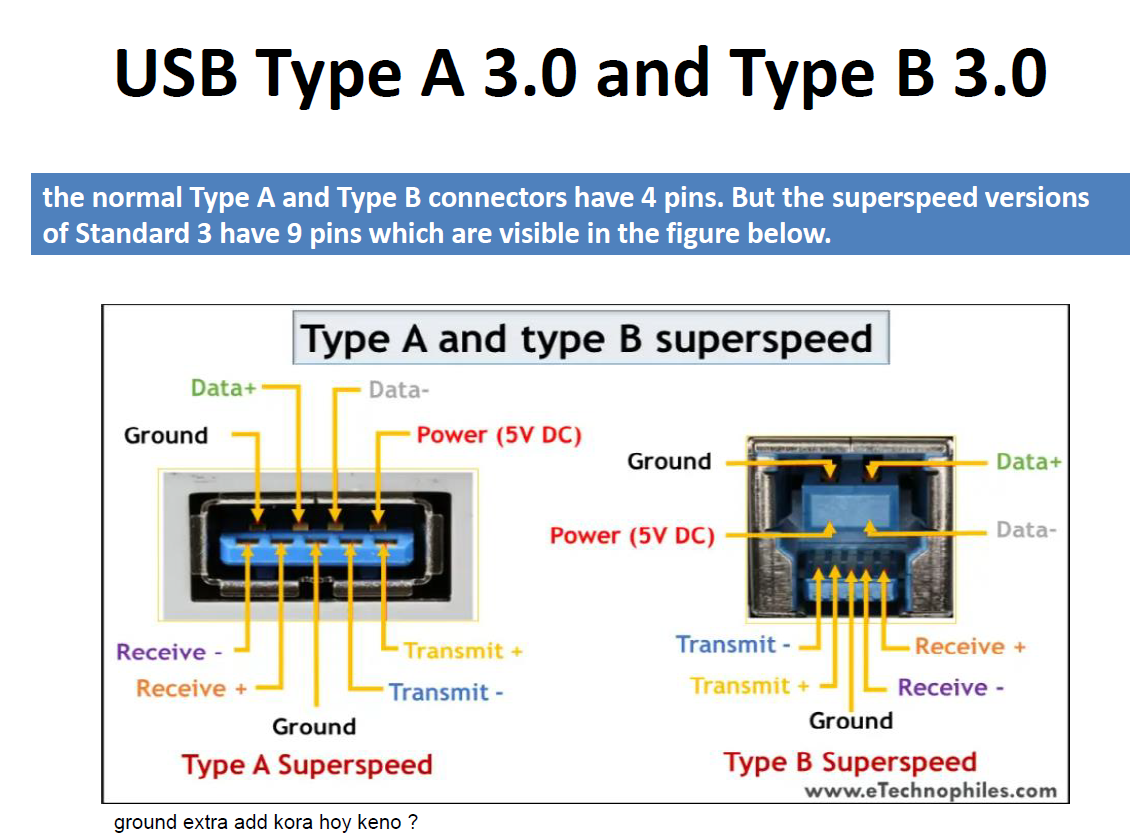 USB Type A 3.0 and Type B 3.0
the normal Type A and Type B connectors have 4 pins. But the superspeed versions
of Standard 3 have 9 pins which are visible in the figure below.
Type A and type B superspeed
Data+
Data-
Ground
Power (5V DC)
Receive -
Transmit +
Receive +
Transmit -
Ground
Type A Superspeed
Ground
Data+
Power (5V DC)
Data-
Transmit -
Receive +
Transmit +
Receive -
Ground
Type B Superspeed
www.eTechnophiles.com
ground extra add kora hoy keno ?